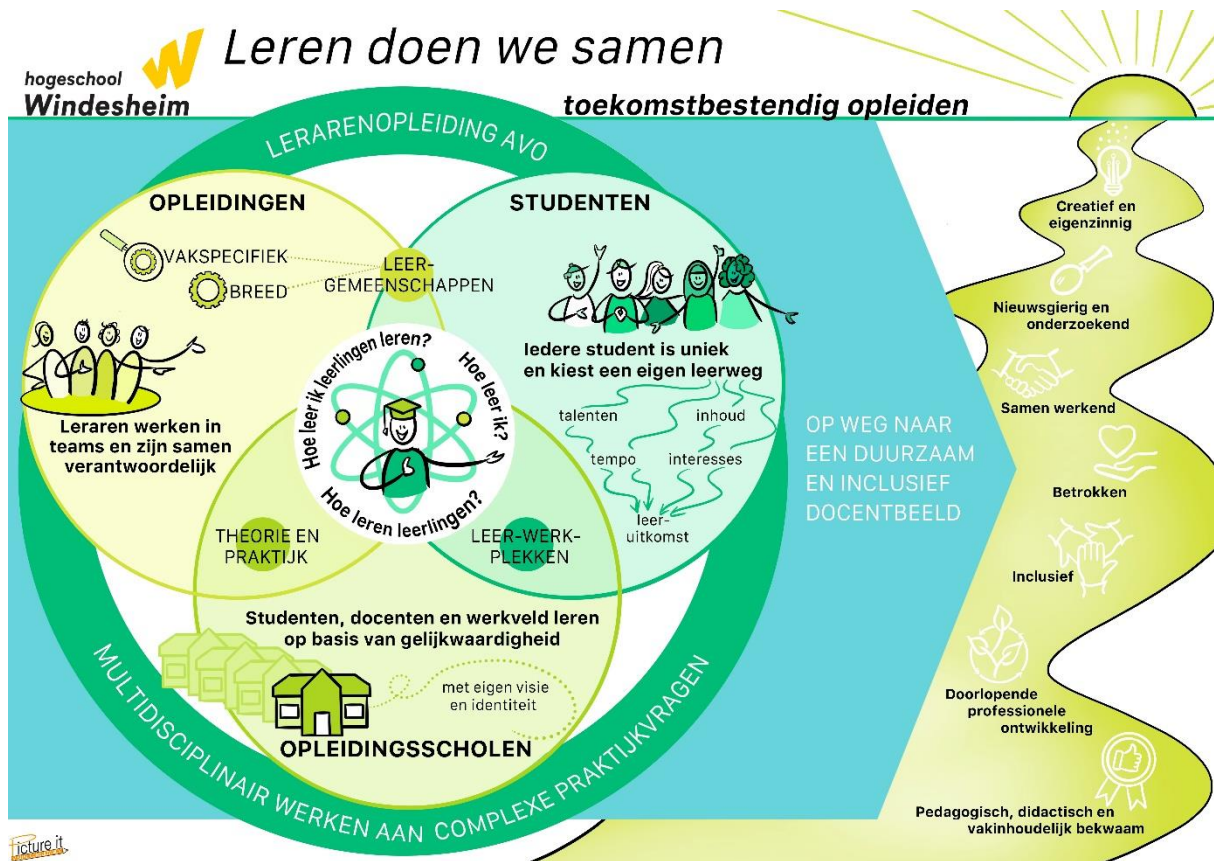 hogeschool
Windesheim
Leren doen we samen
toekomstbestendig opleiden
LERARENOPLEIDING AVO
OPLEIDINGEN
VAKSPECIFIEK
BREED
LEER-
GEMEENSCHAPPEN
Leraren werken in
teams en zijn samen
verantwoordelijk
STUDENTEN
Iedere student is uniek
en kiest een eigen leerweg
talenten
inhoud
tempo
interesses
leer-
uitkomst
Hoe leer ik leerlingen leren?
Hoe leer ik?
Hoe leren leerlingen?
THEORIE EN
PRAKTIJK
LEER-WERK-
PLEKKEN
Studenten, docenten en werkveld leren
op basis van gelijkwaardigheid
met eigen visie
en identiteit
OPLEIDINGSSCHOLEN
MULTIDISCIPLINAIR WERKEN AAN COMPLEXE PRAKTIJKVRAGEN
OP WEG NAAR
EEN DUURZAAM
EN INCLUSIEF
DOCENTBEELD
Creatief en
eigenzinnig
Nieuwsgierig en
onderzoekend
Samen werkend
Betrokken
Inclusief
Doorlopende
professionele
ontwikkeling
Pedagogisch, didactisch en
vakinhoudelijk bekwaam
Picture it